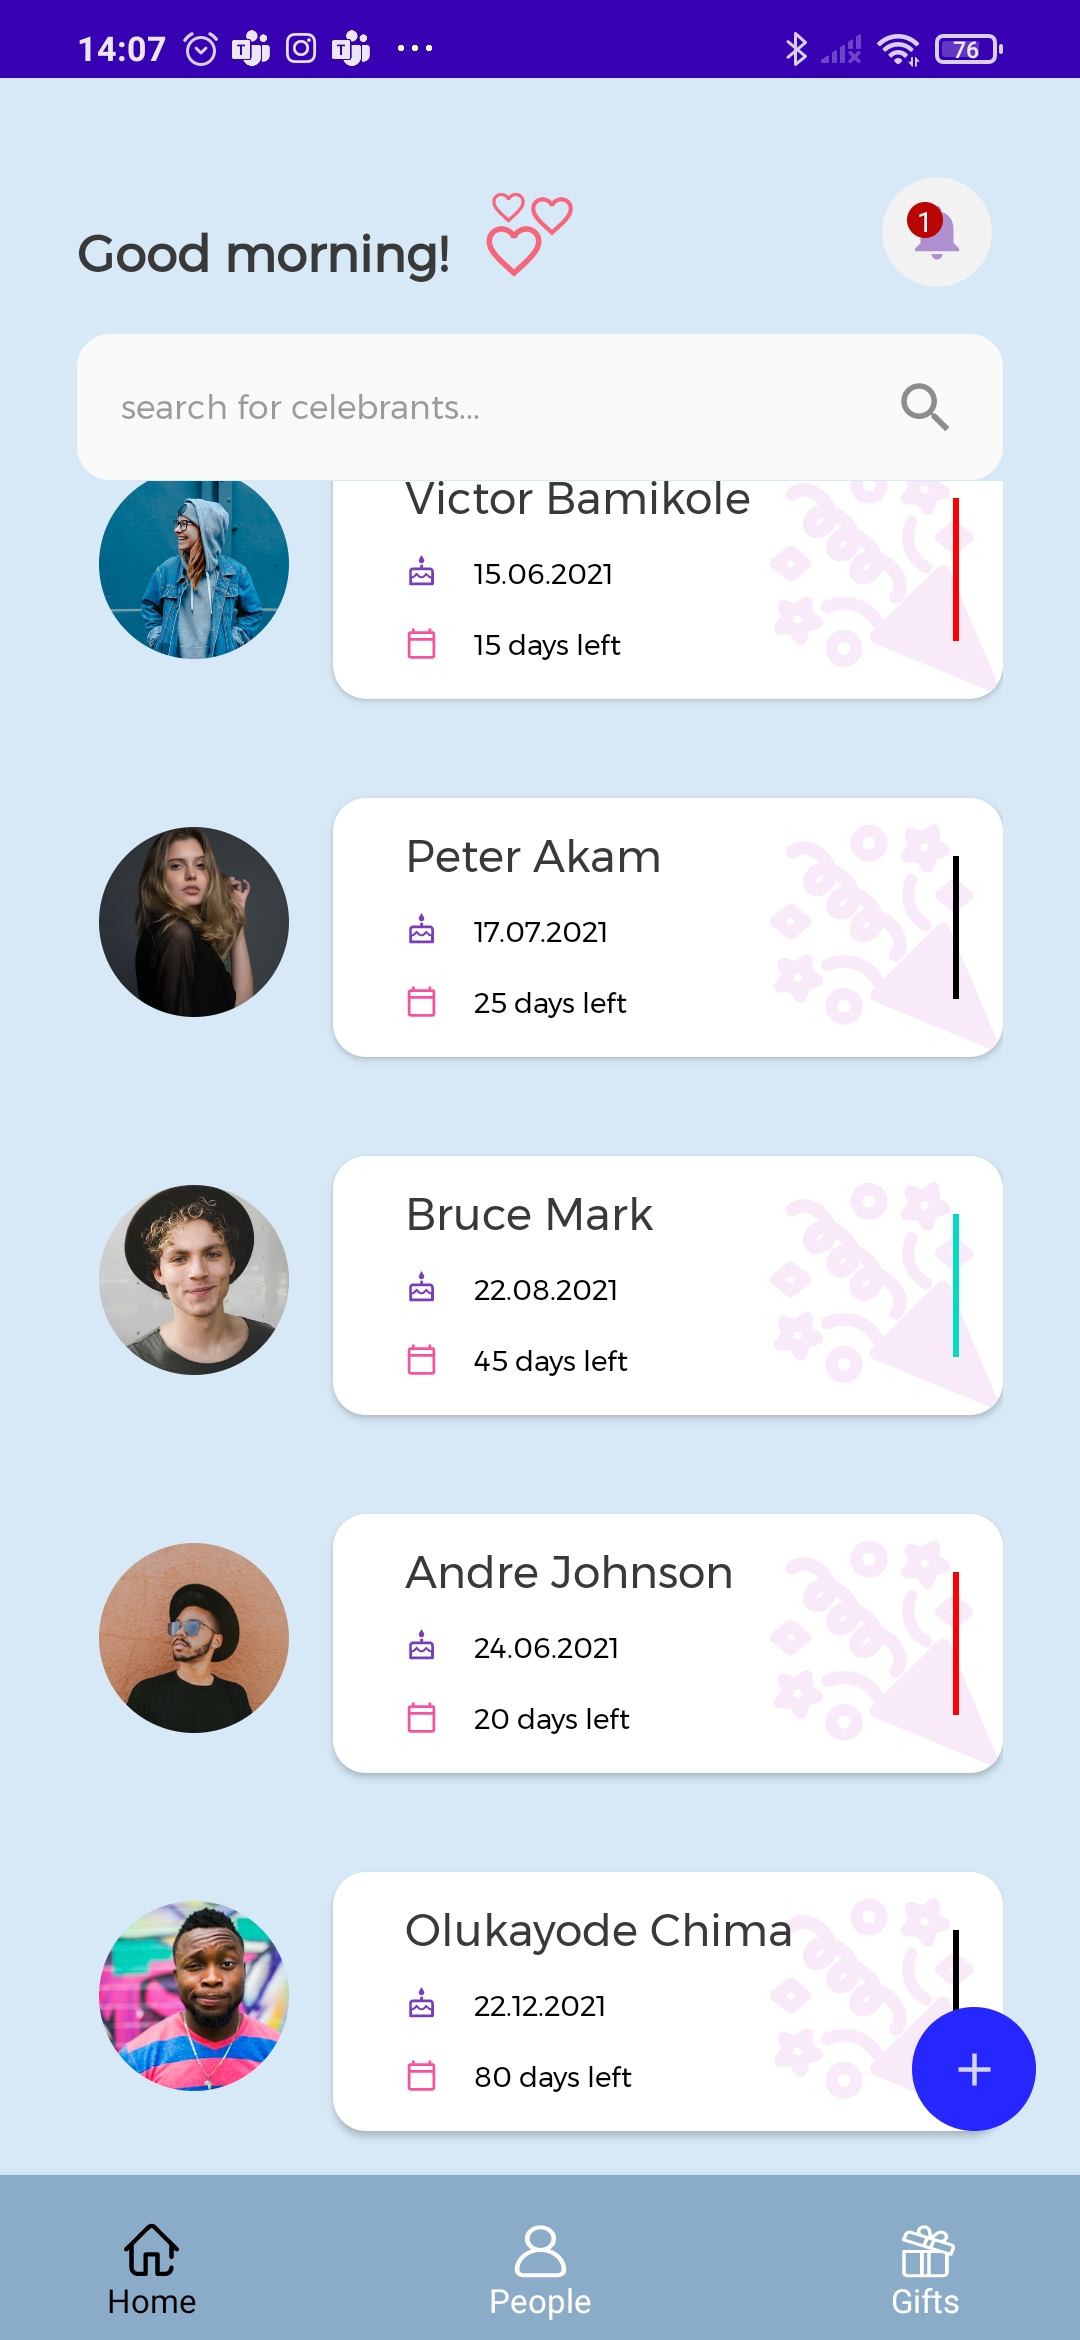 14:07
76
1
Good morning!
search for celebrants...
Victor Bamikole
15.06.2021
15 days left
Peter Akam
17.07.2021
25 days left
Bruce Mark
22.08.2021
45 days left
Andre Johnson
24.06.2021
20 days left
Olukayode Chima
22.12.2021
80 days left
Home
People
Gifts